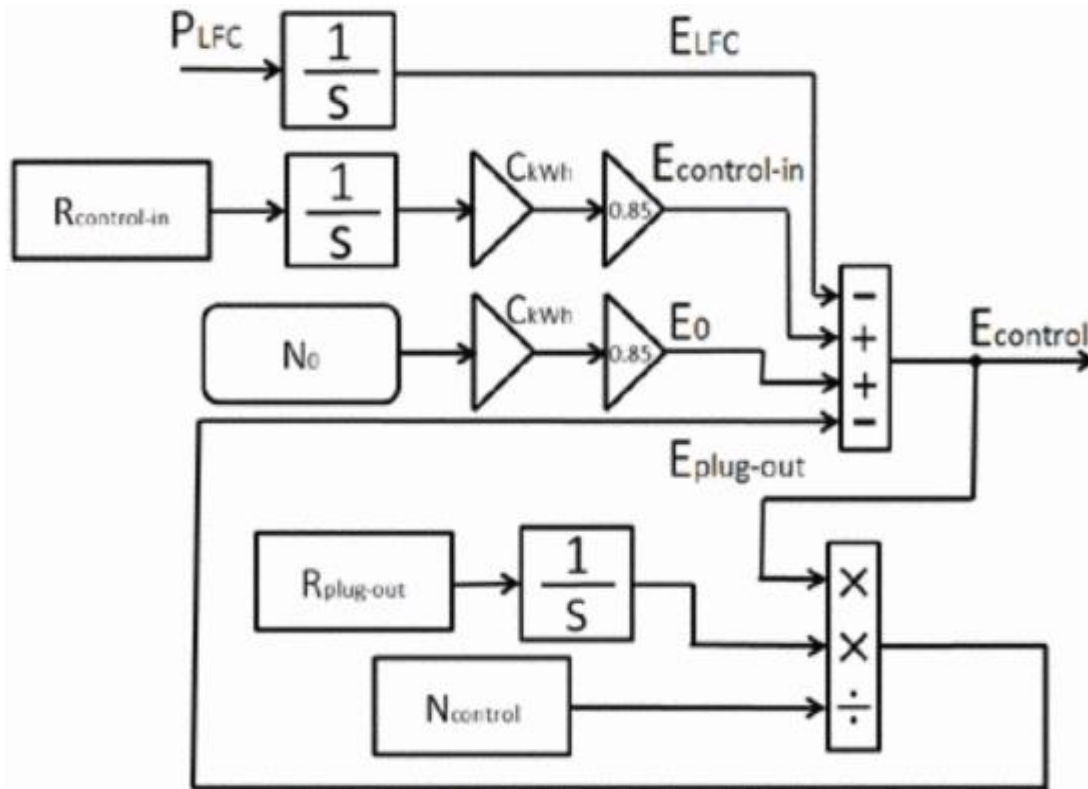 PLFC
1
S
ELFC
Rcontrol-in
1
S
CkWh
0.85
Econtrol-in
N0
CkWh
0.85
E0
−
+
+
−
Econtrol
Eplug-out
Rplug-out
1
S
Ncontrol
×
×
÷